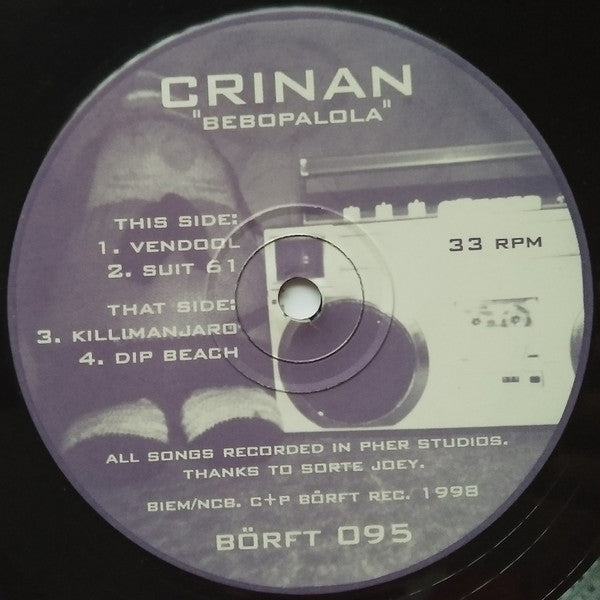 CRINAN
"BEBOPALOLA"
THIS SIDE:
1. VENDOOL
2. SUIT 61
THAT SIDE:
3. KILLIMANJARO
4. DIP BEACH
33 RPM
ALL SONGS RECORDED IN PHER STUDIOS.
THANKS TO SORTE JOEY.
BIEM/NCB. C+P BÖRFT REC. 1998
BÖRFT 095